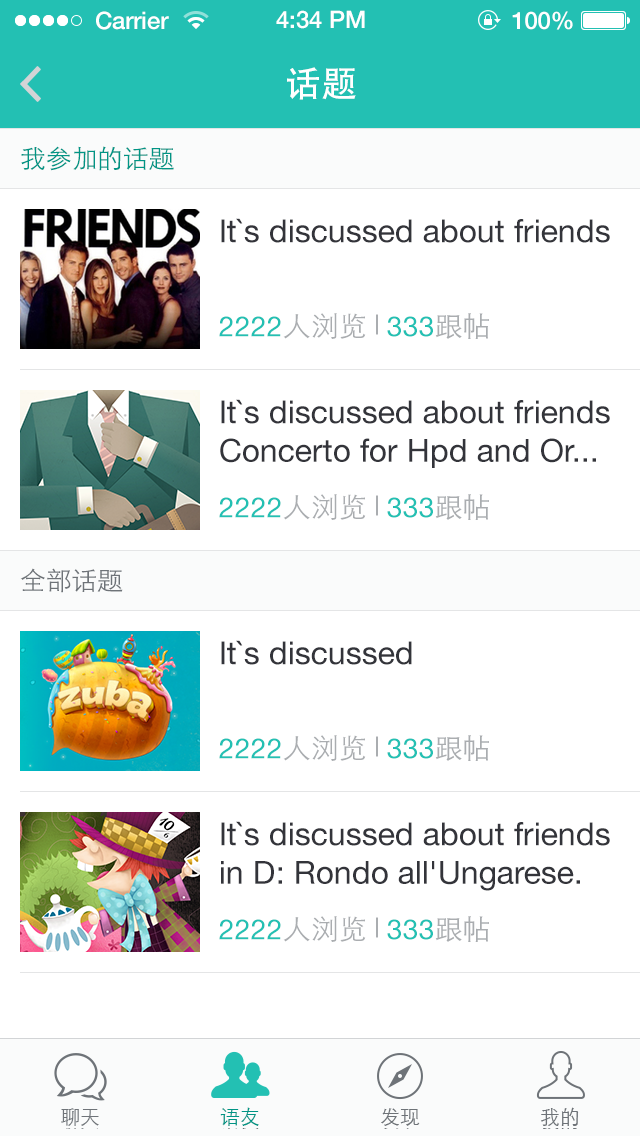 Carrier 4:34 PM 100%
话题
我参加的话题
FRIENDS
It`s discussed about friends
2222人浏览 | 333跟帖
It`s discussed about friends
Concerto for Hpd and Or...
2222人浏览 | 333跟帖
全部话题
zuba
It`s discussed
2222人浏览 | 333跟帖
10/6
It`s discussed about friends
in D: Rondo all'Ungarese.
2222人浏览 | 333跟帖
聊天 语友 发现 我的